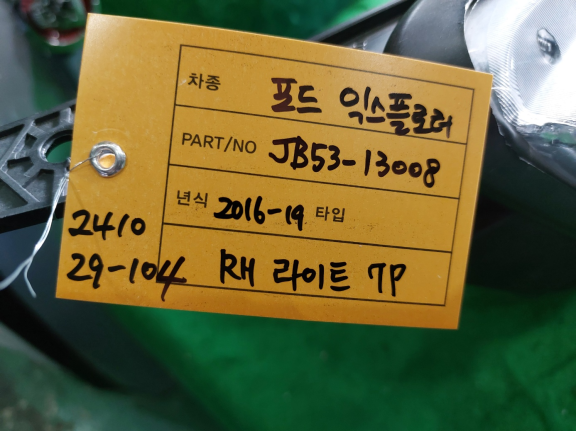 차종 포드 익스플로러
PART/NO JB53-13008
년식 2016-19 타입
2410
29-104 RH 라이트 7P